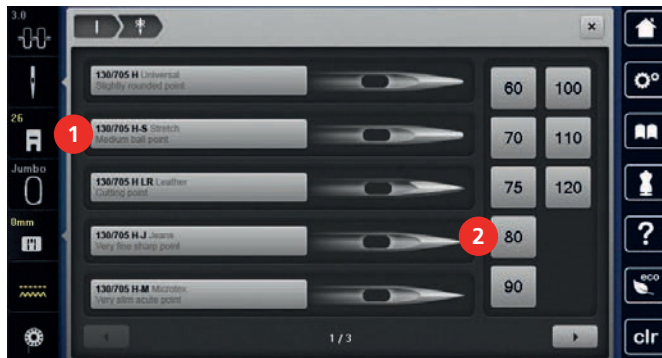 3.0
26
Jumbo
0mm
×
130/705 H Universal
Slightly rounded point
130/705 H-S Stretch
Medium ball point
130/705 H LR Leather
Cutting point
130/705 H-J Jeans
Very fine sharp point
130/705 H-M Microtex
Very slim acute point
1
2
60 100
70 110
75 120
80
90
1 / 3
?
eco
clr